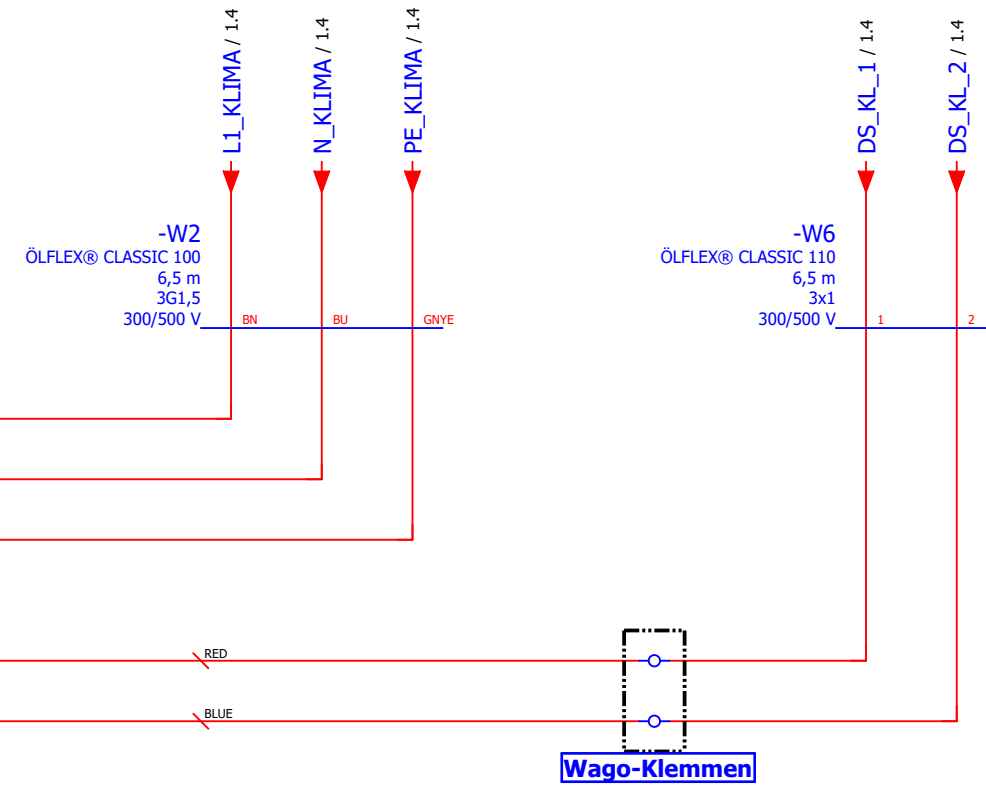 L1_KLIMA / 1.4
N_KLIMA / 1.4
PE_KLIMA / 1.4
DS_KL_1 / 1.4
DS_KL_2 / 1.4
-W2
ÖLFLEX® CLASSIC 100
6,5 m
3G1,5
300/500 V
BN
BU
GNYE
-W6
ÖLFLEX® CLASSIC 110
6,5 m
3x1
300/500 V
1
2
RED
BLUE
Wago-Klemmen